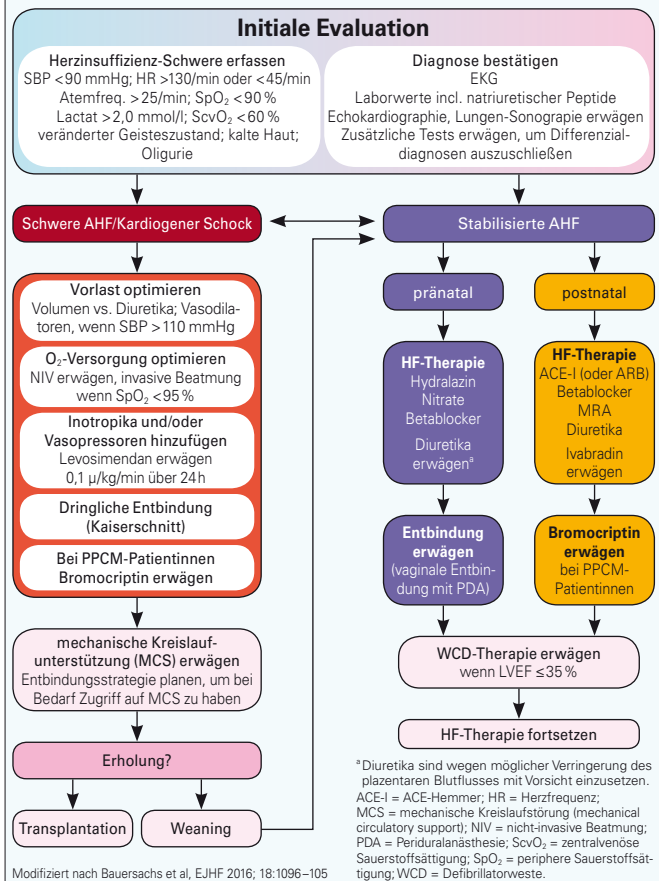 Initiale Evaluation
Herzinsuffizienz-Schwere erfassen
SBP <90 mmHg; HR >130/min oder <45/min
Atemfreq. >25/min; SpO₂ <90 %
Lactat >2,0 mmol/l; ScvO₂ <60 %
veränderter Geisteszustand; kalte Haut;
Oligurie
Diagnose bestätigen
EKG
Laborwerte incl. natriuretischer Peptide
Echokardiographie, Lungen-Sonograpie erwägen
Zusätzliche Tests erwägen, um Differenzial-
diagnosen auszuschließen
Schwere AHF/Kardiogener Schock
Stabilisierte AHF
Vorlast optimieren
Volumen vs. Diuretika; Vasodila-
toren, wenn SBP >110 mmHg
O₂-Versorgung optimieren
NIV erwägen, invasive Beatmung
wenn SpO₂ <95 %
Inotropika und/oder
Vasopressoren hinzufügen
Levosimendan erwägen
0,1 µ/kg/min über 24 h
Dringliche Entbindung
(Kaiserschnitt)
Bei PPCM-Patientinnen
Bromocriptin erwägen
mechanische Kreislauf-
unterstützung (MCS) erwägen
Entbindungsstrategie planen, um bei
Bedarf Zugriff auf MCS zu haben
Erholung?
Transplantation
Weaning
pränatal
postnatal
HF-Therapie
Hydralazin
Nitrate
Betablocker
Diuretika
erwägenᵃ
HF-Therapie
ACE-I (oder ARB)
Betablocker
MRA
Diuretika
Ivabradin
erwägen
Entbindung
erwägen
(vaginale Entbin-
dung mit PDA)
Bromocriptin
erwägen
bei PPCM-
Patientinnen
WCD-Therapie erwägen
wenn LVEF ≤35 %
HF-Therapie fortsetzen
ᵃ Diuretika sind wegen möglicher Verringerung des
plazentaren Blutflusses mit Vorsicht einzusetzen.
ACE-I = ACE-Hemmer; HR = Herzfrequenz;
MCS = mechanische Kreislaufstörung (mechanical
circulatory support); NIV = nicht-invasive Beatmung;
PDA = Periduralanästhesie; ScvO₂ = zentralvenöse
Sauerstoffsättigung; SpO₂ = periphere Sauerstoffsät-
tigung; WCD = Defibrillatorweste.
Modifiziert nach Bauersachs et al, EJHF 2016; 18:1096–105